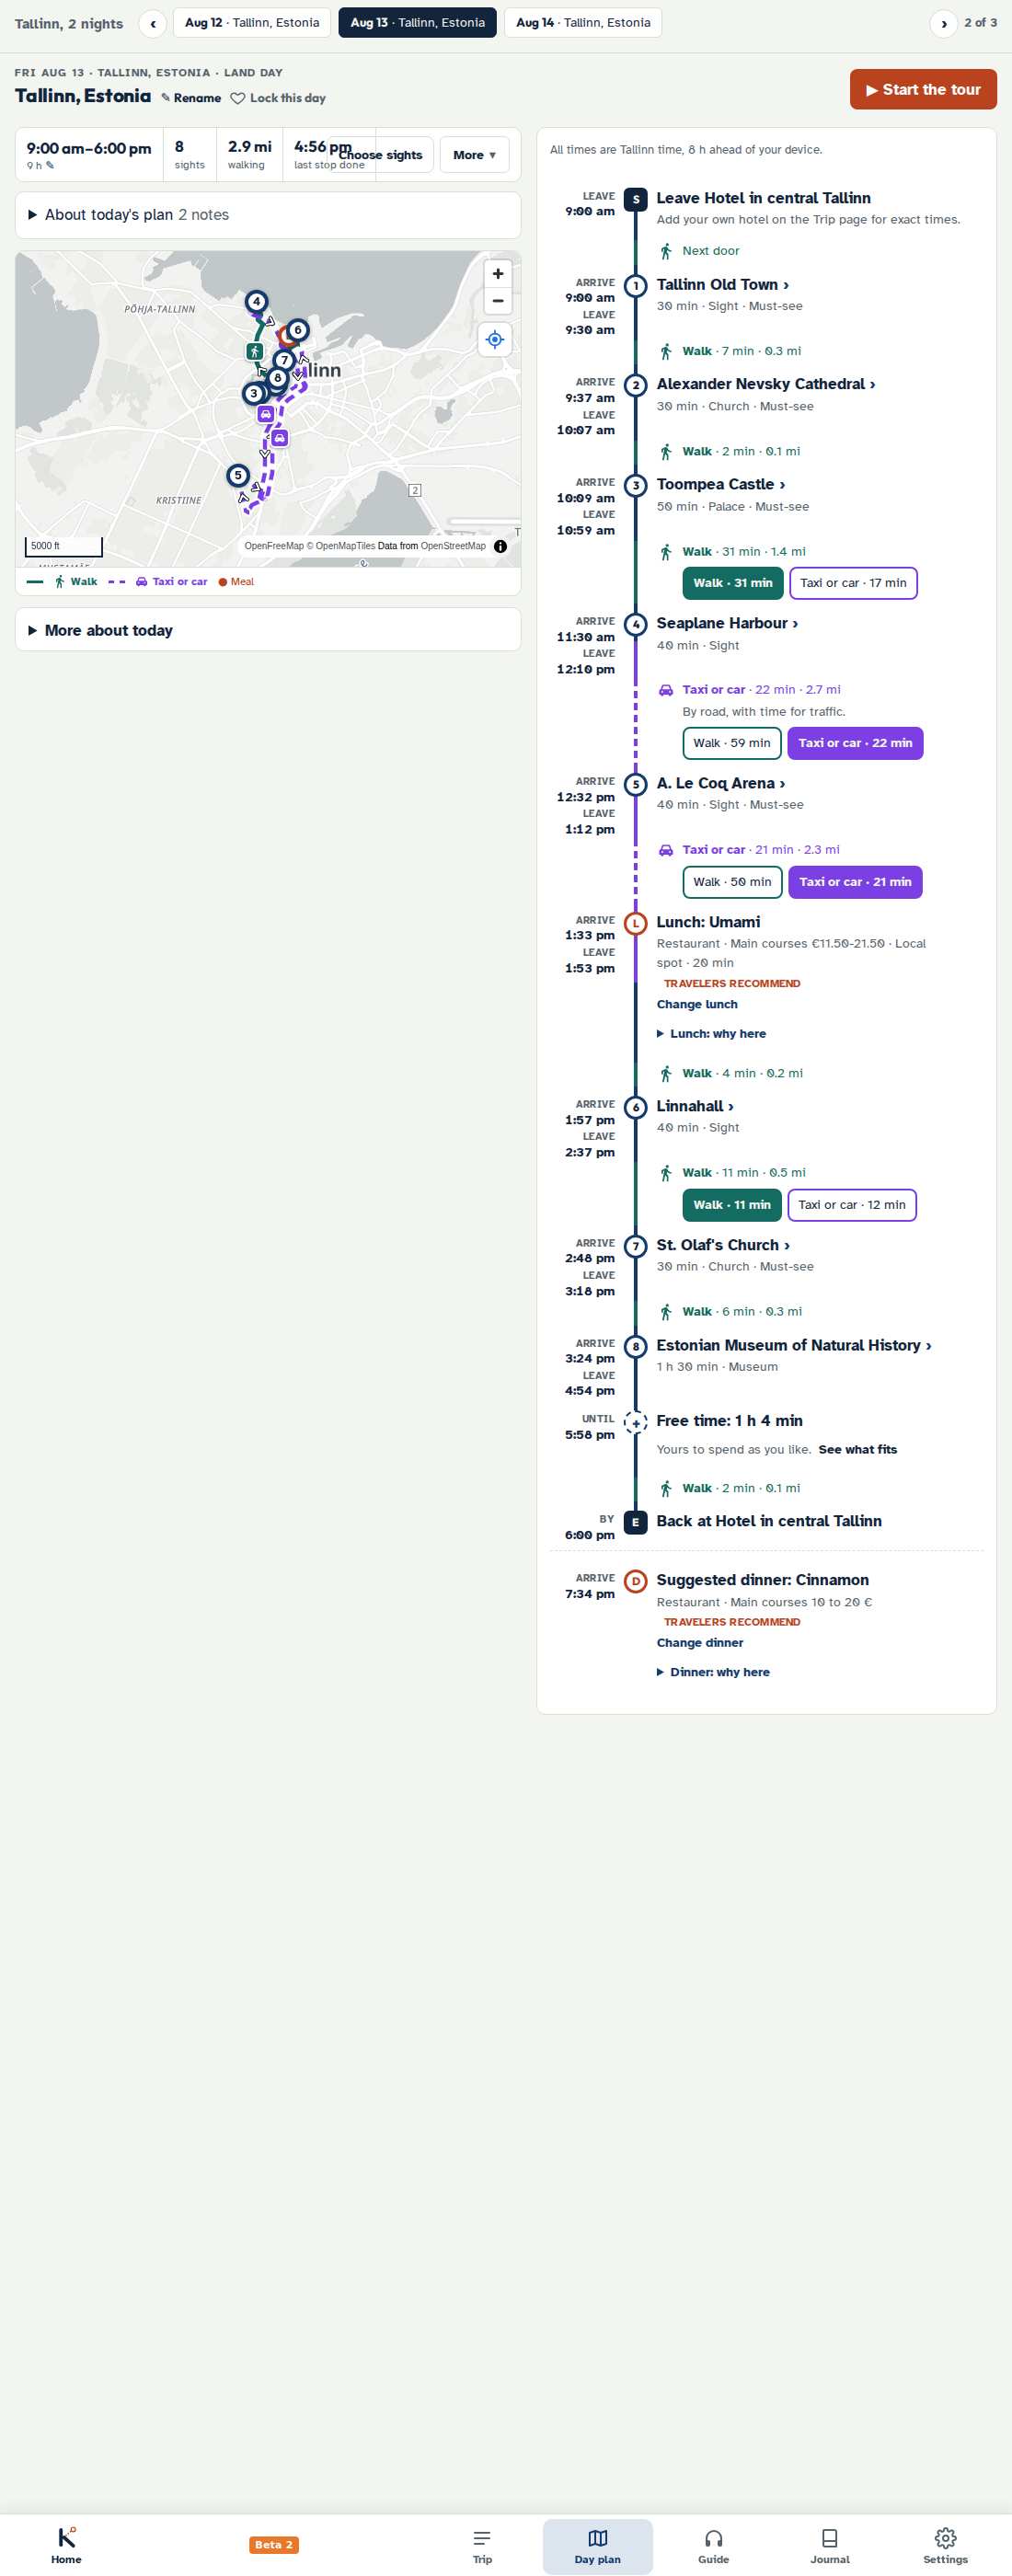 Tallinn, 2 nights
‹
Aug 12 · Tallinn, Estonia
Aug 13 · Tallinn, Estonia
Aug 14 · Tallinn, Estonia
›
2 of 3
FRI AUG 13 · TALLINN, ESTONIA · LAND DAY
Tallinn, Estonia
✎ Rename
Lock this day
▶ Start the tour
9:00 am–6:00 pm
9 h ✎
8
sights
2.9 mi
walking
4:56 pm
last stop done
Choose sights
More ▾
▶ About today's plan 2 notes
PÕHJA-TALLINN
4
6
7
linn
8
3
5
KRISTIINE
2
+
−
5000 ft
OpenFreeMap © OpenMapTiles Data from OpenStreetMap
Walk
Taxi or car
Meal
▶ More about today
All times are Tallinn time, 8 h ahead of your device.
LEAVE
9:00 am
S
Leave Hotel in central Tallinn
Add your own hotel on the Trip page for exact times.
Next door
ARRIVE
9:00 am
LEAVE
9:30 am
1
Tallinn Old Town ›
30 min · Sight · Must-see
Walk · 7 min · 0.3 mi
ARRIVE
9:37 am
LEAVE
10:07 am
2
Alexander Nevsky Cathedral ›
30 min · Church · Must-see
Walk · 2 min · 0.1 mi
ARRIVE
10:09 am
LEAVE
10:59 am
3
Toompea Castle ›
50 min · Palace · Must-see
Walk · 31 min · 1.4 mi
Walk · 31 min
Taxi or car · 17 min
ARRIVE
11:30 am
LEAVE
12:10 pm
4
Seaplane Harbour ›
40 min · Sight
Taxi or car · 22 min · 2.7 mi
By road, with time for traffic.
Walk · 59 min
Taxi or car · 22 min
ARRIVE
12:32 pm
LEAVE
1:12 pm
5
A. Le Coq Arena ›
40 min · Sight · Must-see
Taxi or car · 21 min · 2.3 mi
Walk · 50 min
Taxi or car · 21 min
ARRIVE
1:33 pm
LEAVE
1:53 pm
L
Lunch: Umami
Restaurant · Main courses €11.50-21.50 · Local
spot · 20 min
TRAVELERS RECOMMEND
Change lunch
▶ Lunch: why here
Walk · 4 min · 0.2 mi
ARRIVE
1:57 pm
LEAVE
2:37 pm
6
Linnahall ›
40 min · Sight
Walk · 11 min · 0.5 mi
Walk · 11 min
Taxi or car · 12 min
ARRIVE
2:48 pm
LEAVE
3:18 pm
7
St. Olaf's Church ›
30 min · Church · Must-see
Walk · 6 min · 0.3 mi
ARRIVE
3:24 pm
LEAVE
4:54 pm
8
Estonian Museum of Natural History ›
1 h 30 min · Museum
UNTIL
5:58 pm
+
Free time: 1 h 4 min
Yours to spend as you like. See what fits
Walk · 2 min · 0.1 mi
BY
6:00 pm
E
Back at Hotel in central Tallinn
ARRIVE
7:34 pm
D
Suggested dinner: Cinnamon
Restaurant · Main courses 10 to 20 €
TRAVELERS RECOMMEND
Change dinner
▶ Dinner: why here
Home
Beta 2
Trip
Day plan
Guide
Journal
Settings